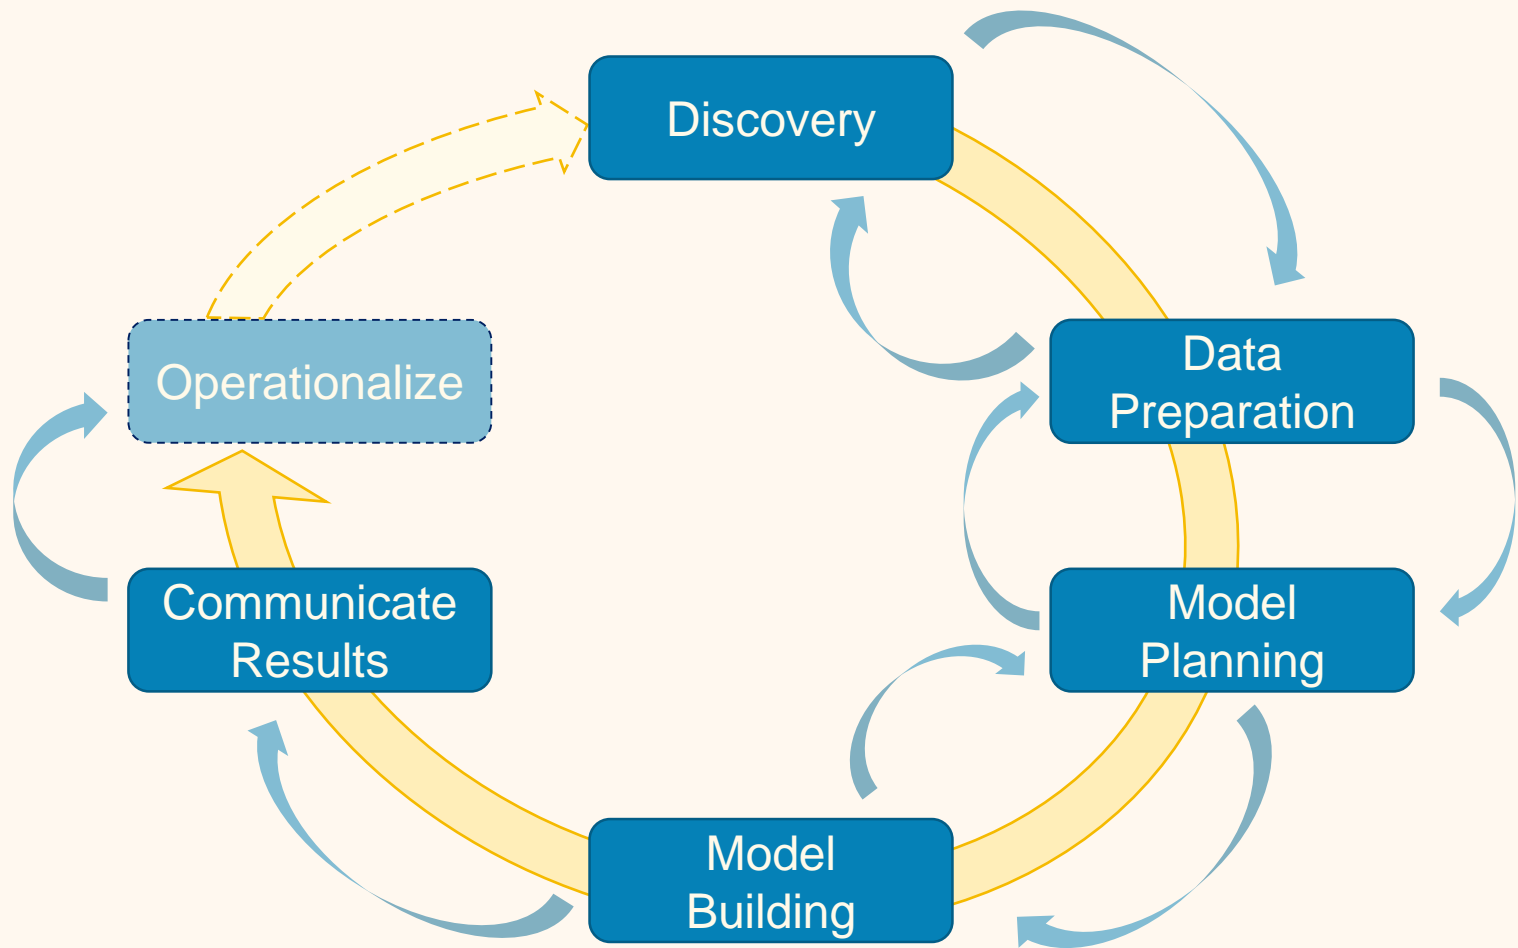 Discovery
Data
Preparation
Model
Planning
Model
Building
Communicate
Results
Operationalize